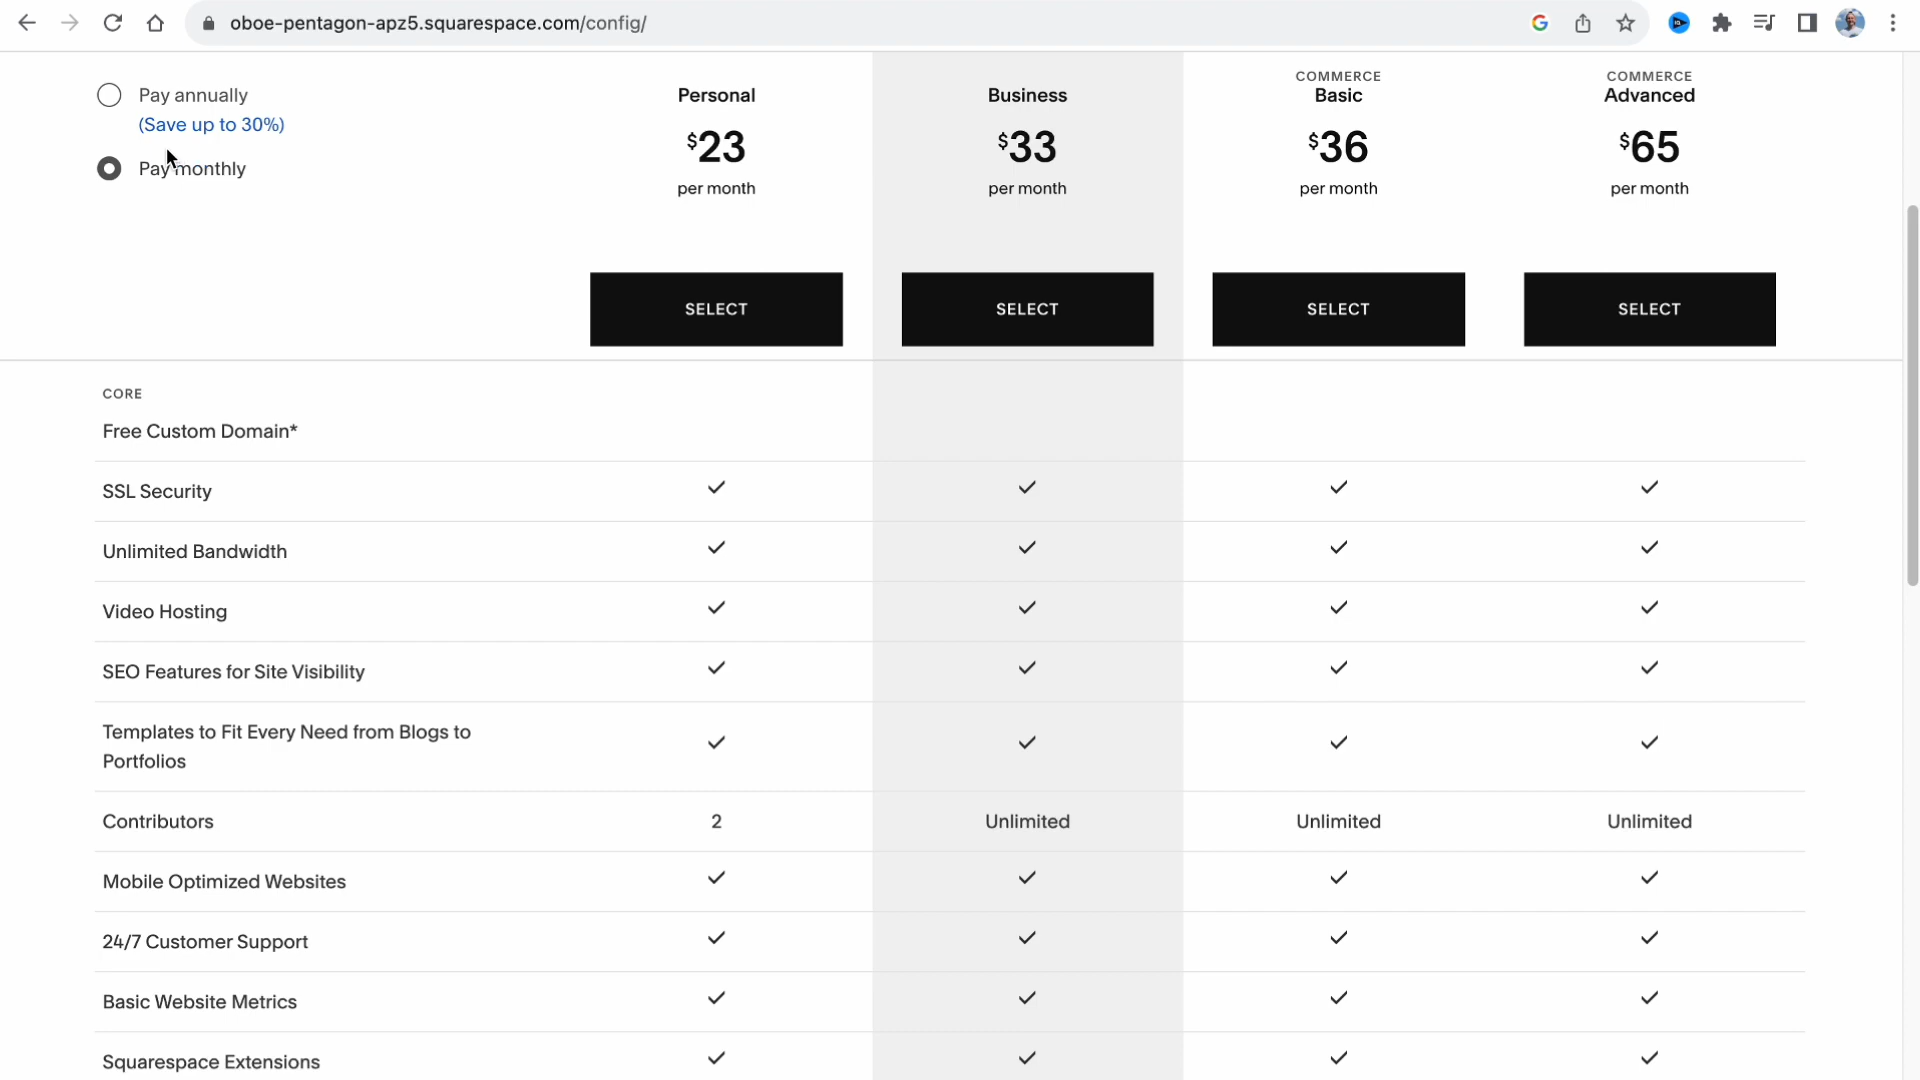 oboe-pentagon-apz5.squarespace.com/config/
Pay annually
(Save up to 30%)
Pay monthly
Personal
$23
per month
SELECT
Business
$33
per month
SELECT
COMMERCE
Basic
$36
per month
SELECT
COMMERCE
Advanced
$65
per month
SELECT
CORE
Free Custom Domain*
SSL Security
Unlimited Bandwidth
Video Hosting
SEO Features for Site Visibility
Templates to Fit Every Need from Blogs to
Portfolios
Contributors 2 Unlimited Unlimited Unlimited
Mobile Optimized Websites
24/7 Customer Support
Basic Website Metrics
Squarespace Extensions